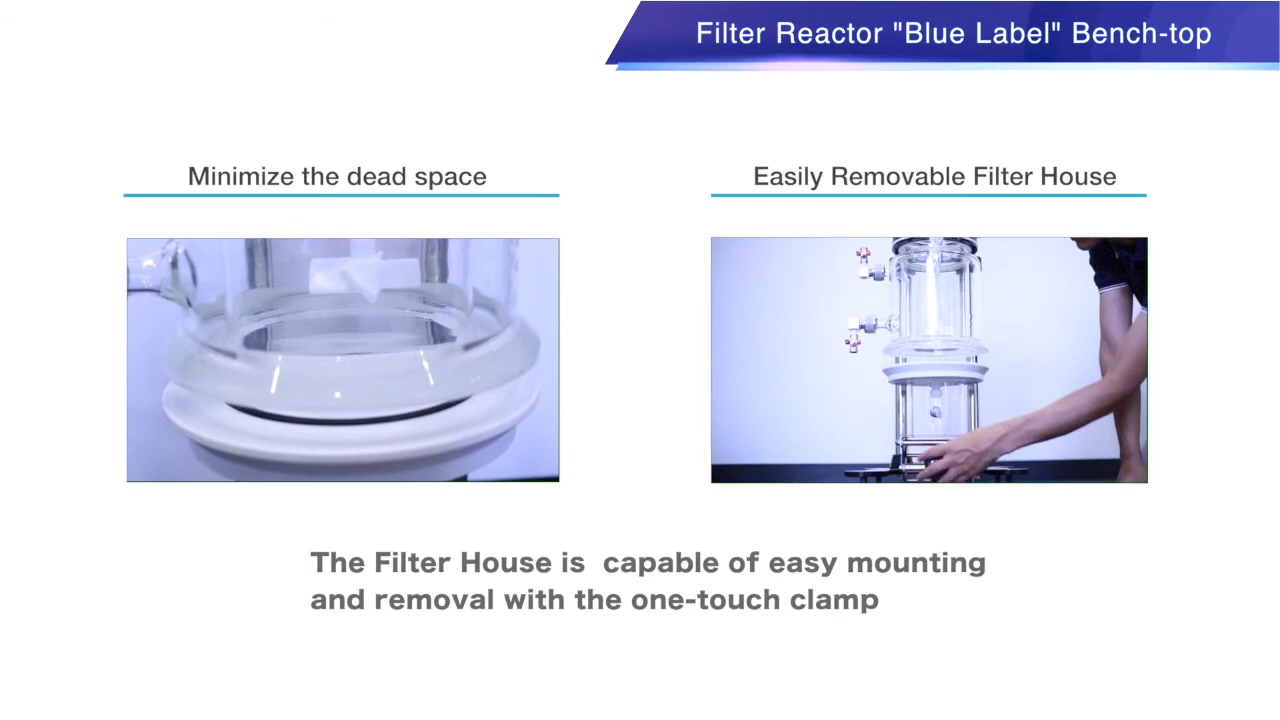 Filter Reactor "Blue Label" Bench-top
Minimize the dead space
Easily Removable Filter House
The Filter House is  capable of easy mounting
and removal with the one-touch clamp